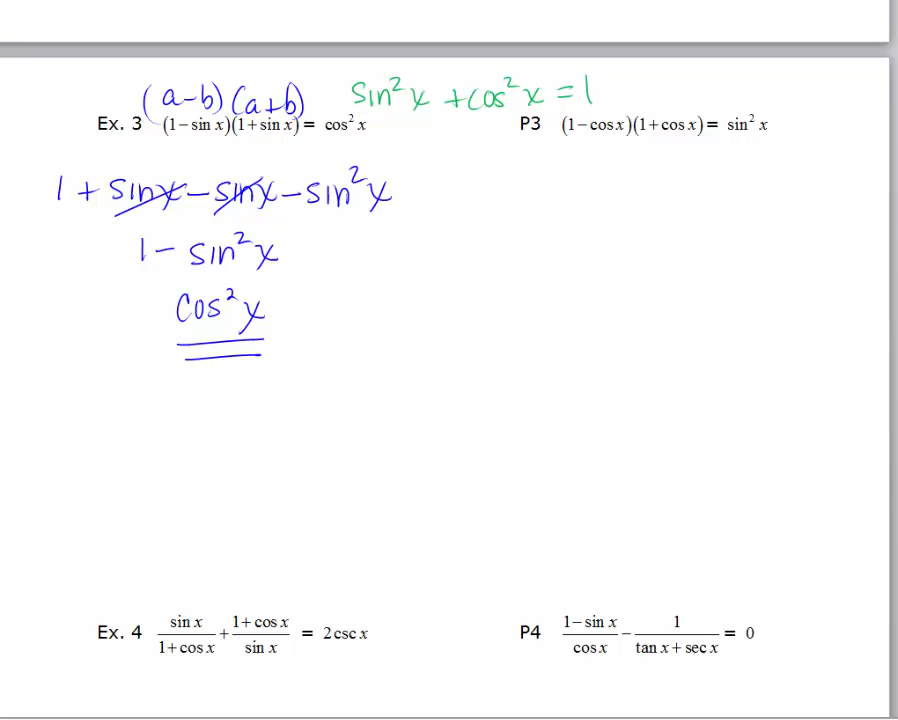 (a-b)(a+b) sin²x + cos²x = 1
Ex. 3 (1 − sin x)(1 + sin x) = cos² x
P3 (1 − cos x)(1 + cos x) = sin² x
1 + sinx − sinx − sin²x
1 − sin²x
cos²x
Ex. 4 sin x / 1 + cos x + 1 + cos x / sin x = 2 csc x
P4 1 − sin x / cos x − 1 / tan x + sec x = 0